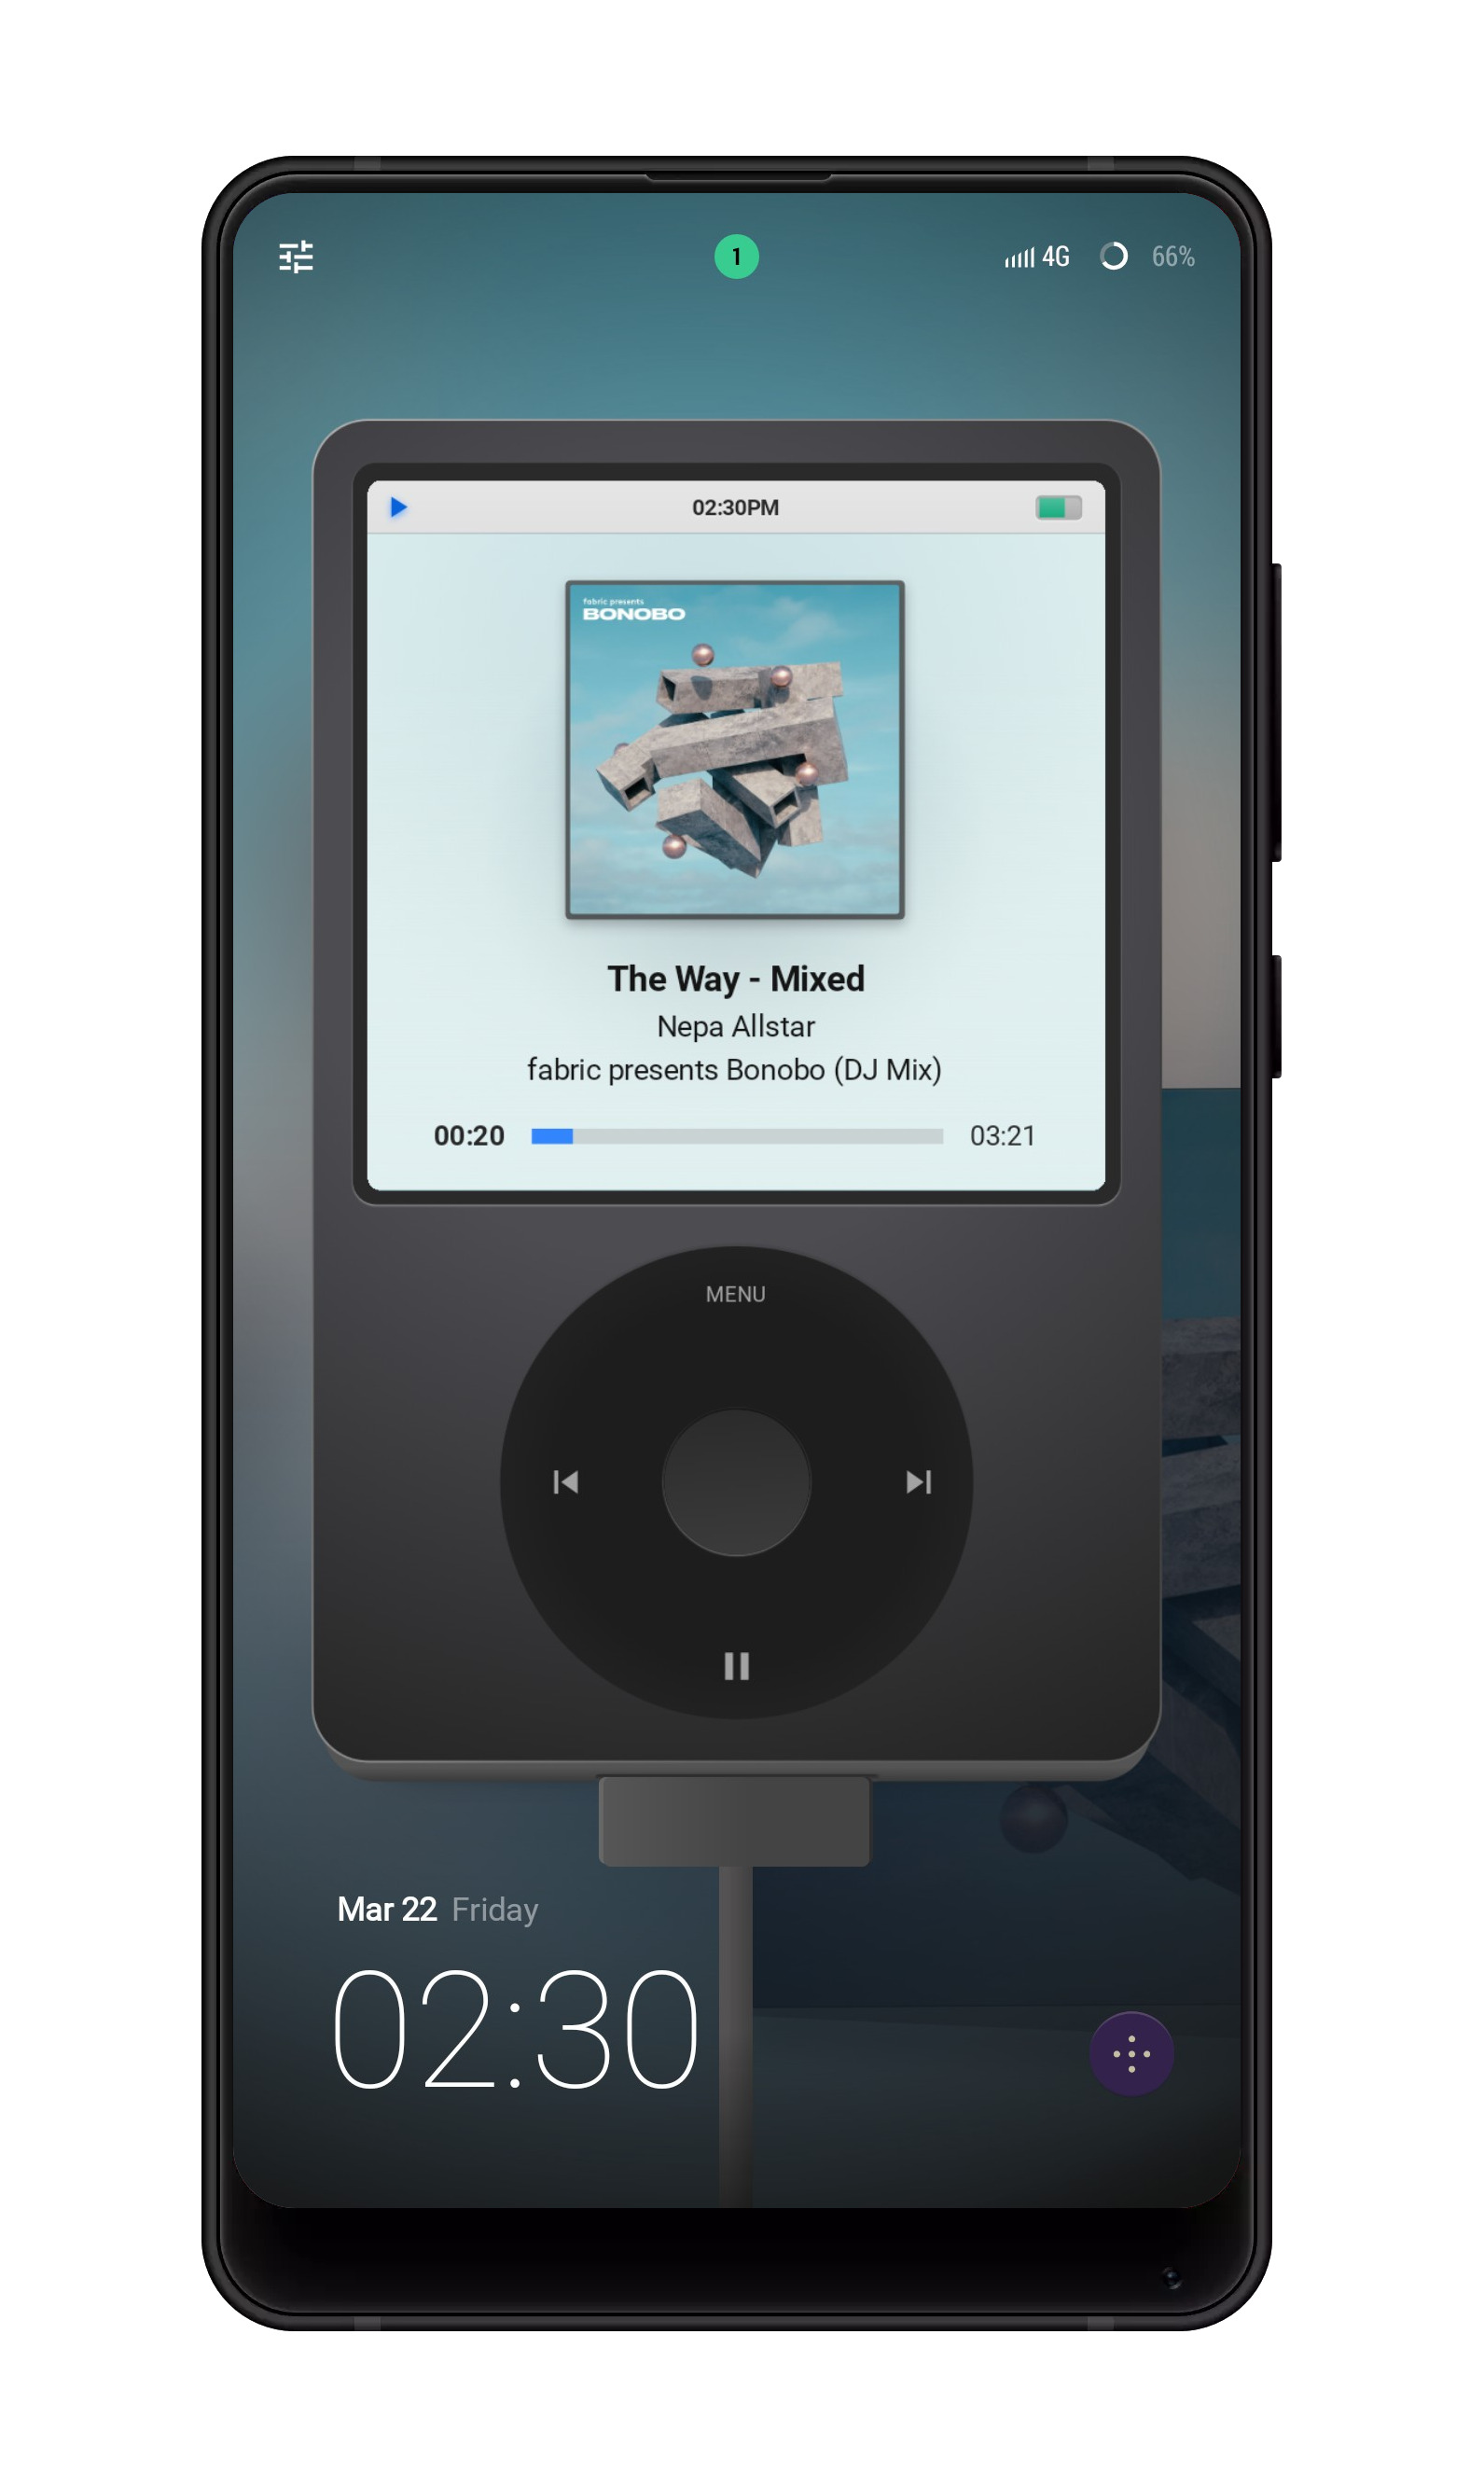 1
4G
66%
02:30PM
fabric presents
BONOBO
The Way - Mixed
Nepa Allstar
fabric presents Bonobo (DJ Mix)
00:20
03:21
MENU
Mar 22 Friday
02:30